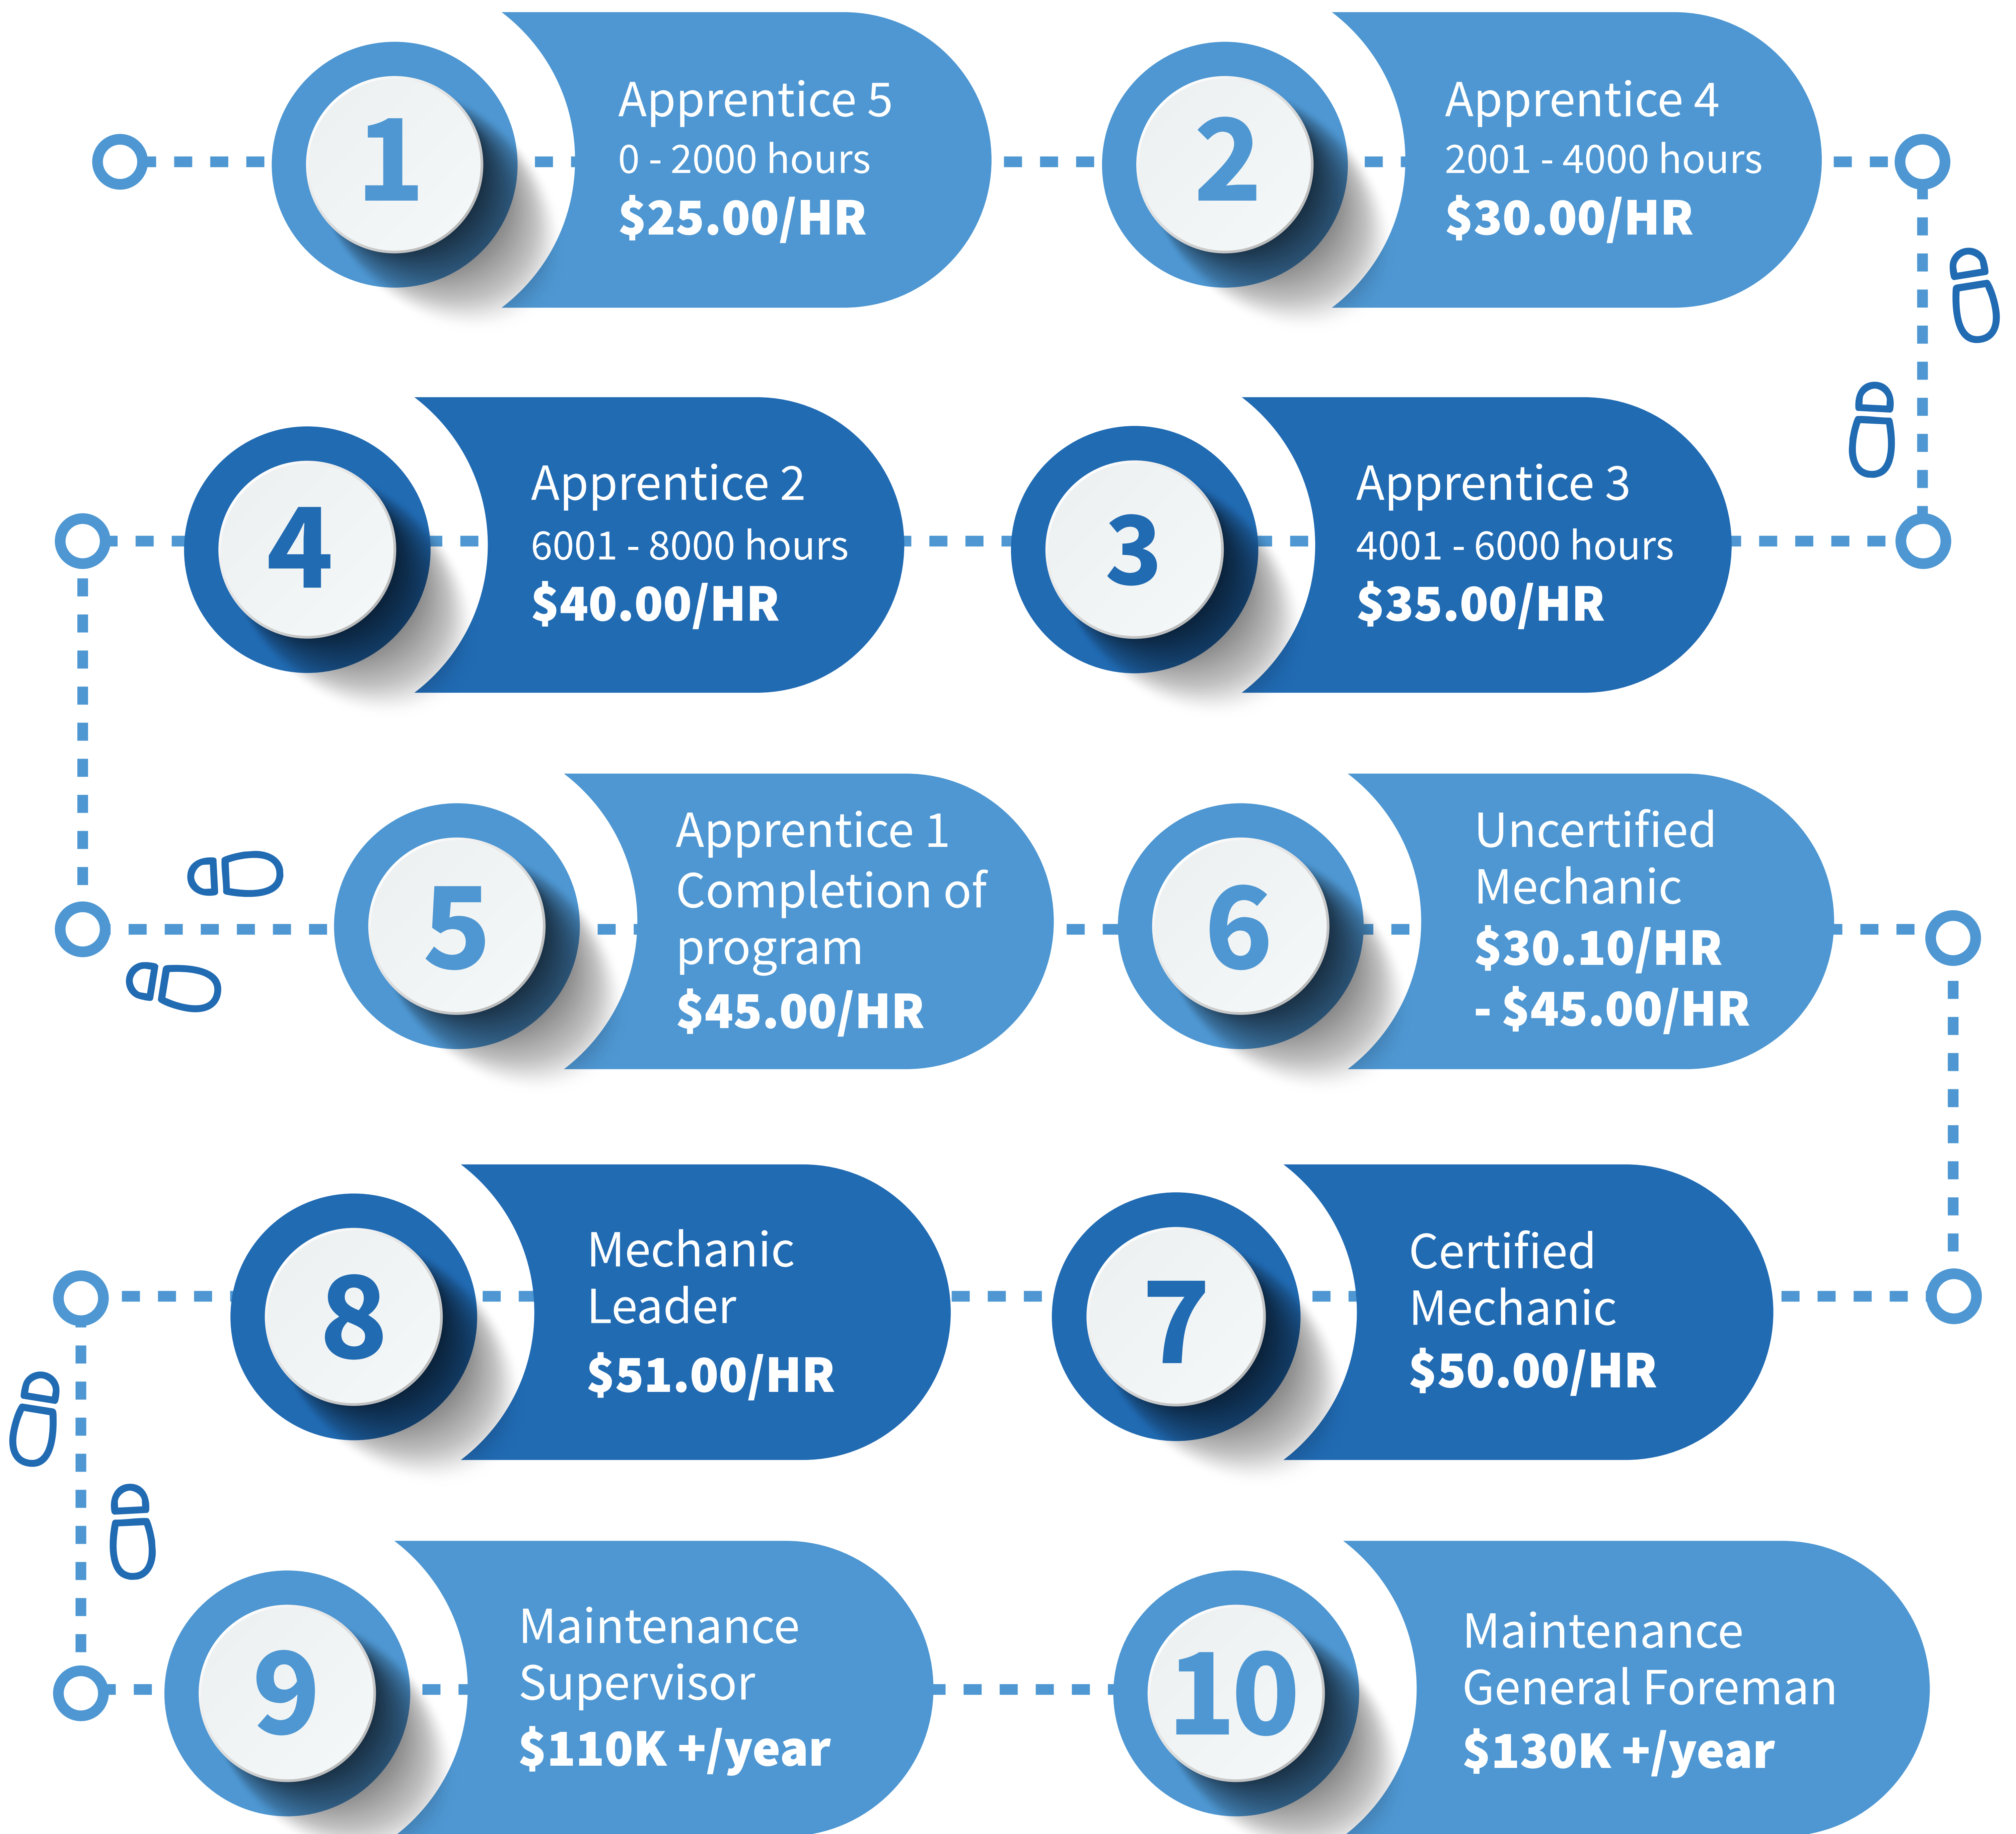 1
Apprentice 5
0 - 2000 hours
$25.00/HR
2
Apprentice 4
2001 - 4000 hours
$30.00/HR
3
Apprentice 3
4001 - 6000 hours
$35.00/HR
4
Apprentice 2
6001 - 8000 hours
$40.00/HR
5
Apprentice 1
Completion of
program
$45.00/HR
6
Uncertified
Mechanic
$30.10/HR
- $45.00/HR
7
Certified
Mechanic
$50.00/HR
8
Mechanic
Leader
$51.00/HR
9
Maintenance
Supervisor
$110K +/year
10
Maintenance
General Foreman
$130K +/year